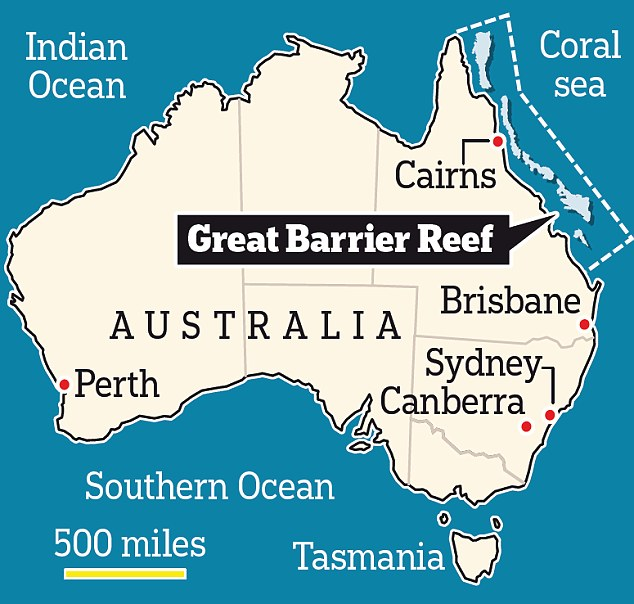 Indian
Ocean
Coral
sea
Cairns
Great Barrier Reef
Brisbane
AUSTRALIA
Sydney
Perth
Canberra
Southern Ocean
500 miles
Tasmania